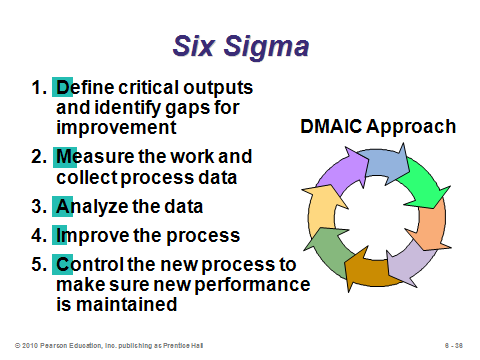 Six Sigma
1. Define critical outputs
and identify gaps for
improvement
2. Measure the work and
collect process data
3. Analyze the data
4. Improve the process
5. Control the new process to
make sure new performance
is maintained
DMAIC Approach
© 2010 Pearson Education, Inc. publishing as Prentice Hall
6 - 36